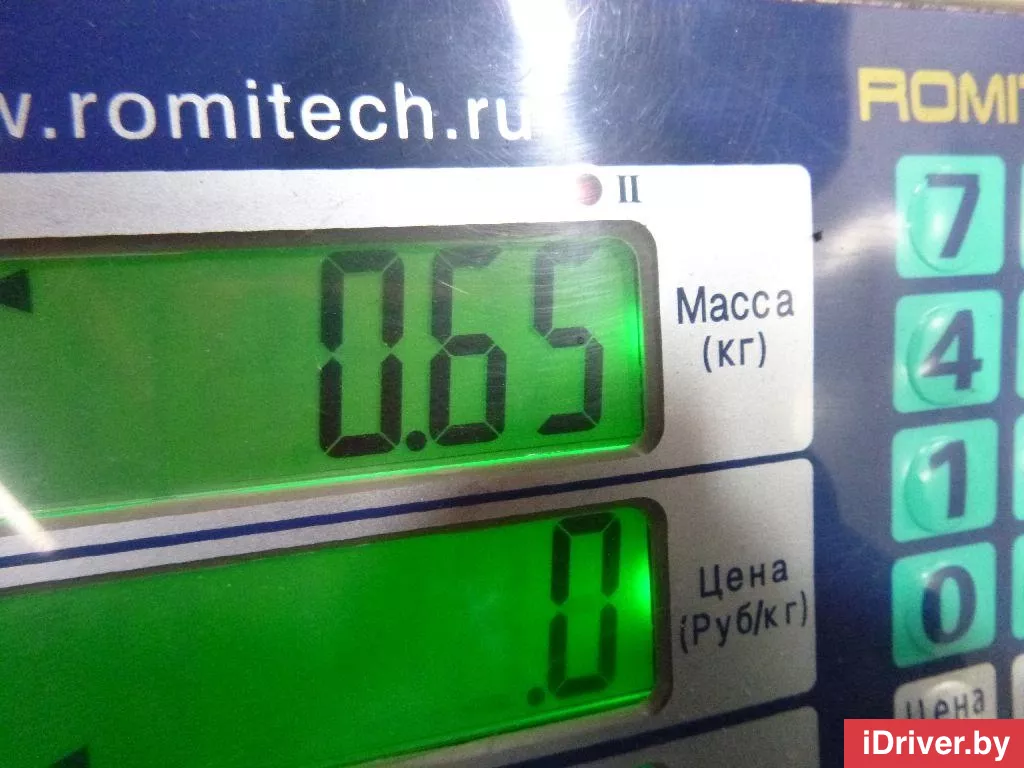 w.romitech.ru
ROMIT
II
0.65
Масса
(кг)
7
4
1
0
.0
Цена
(Руб/кг)
Цена
iDriver.by